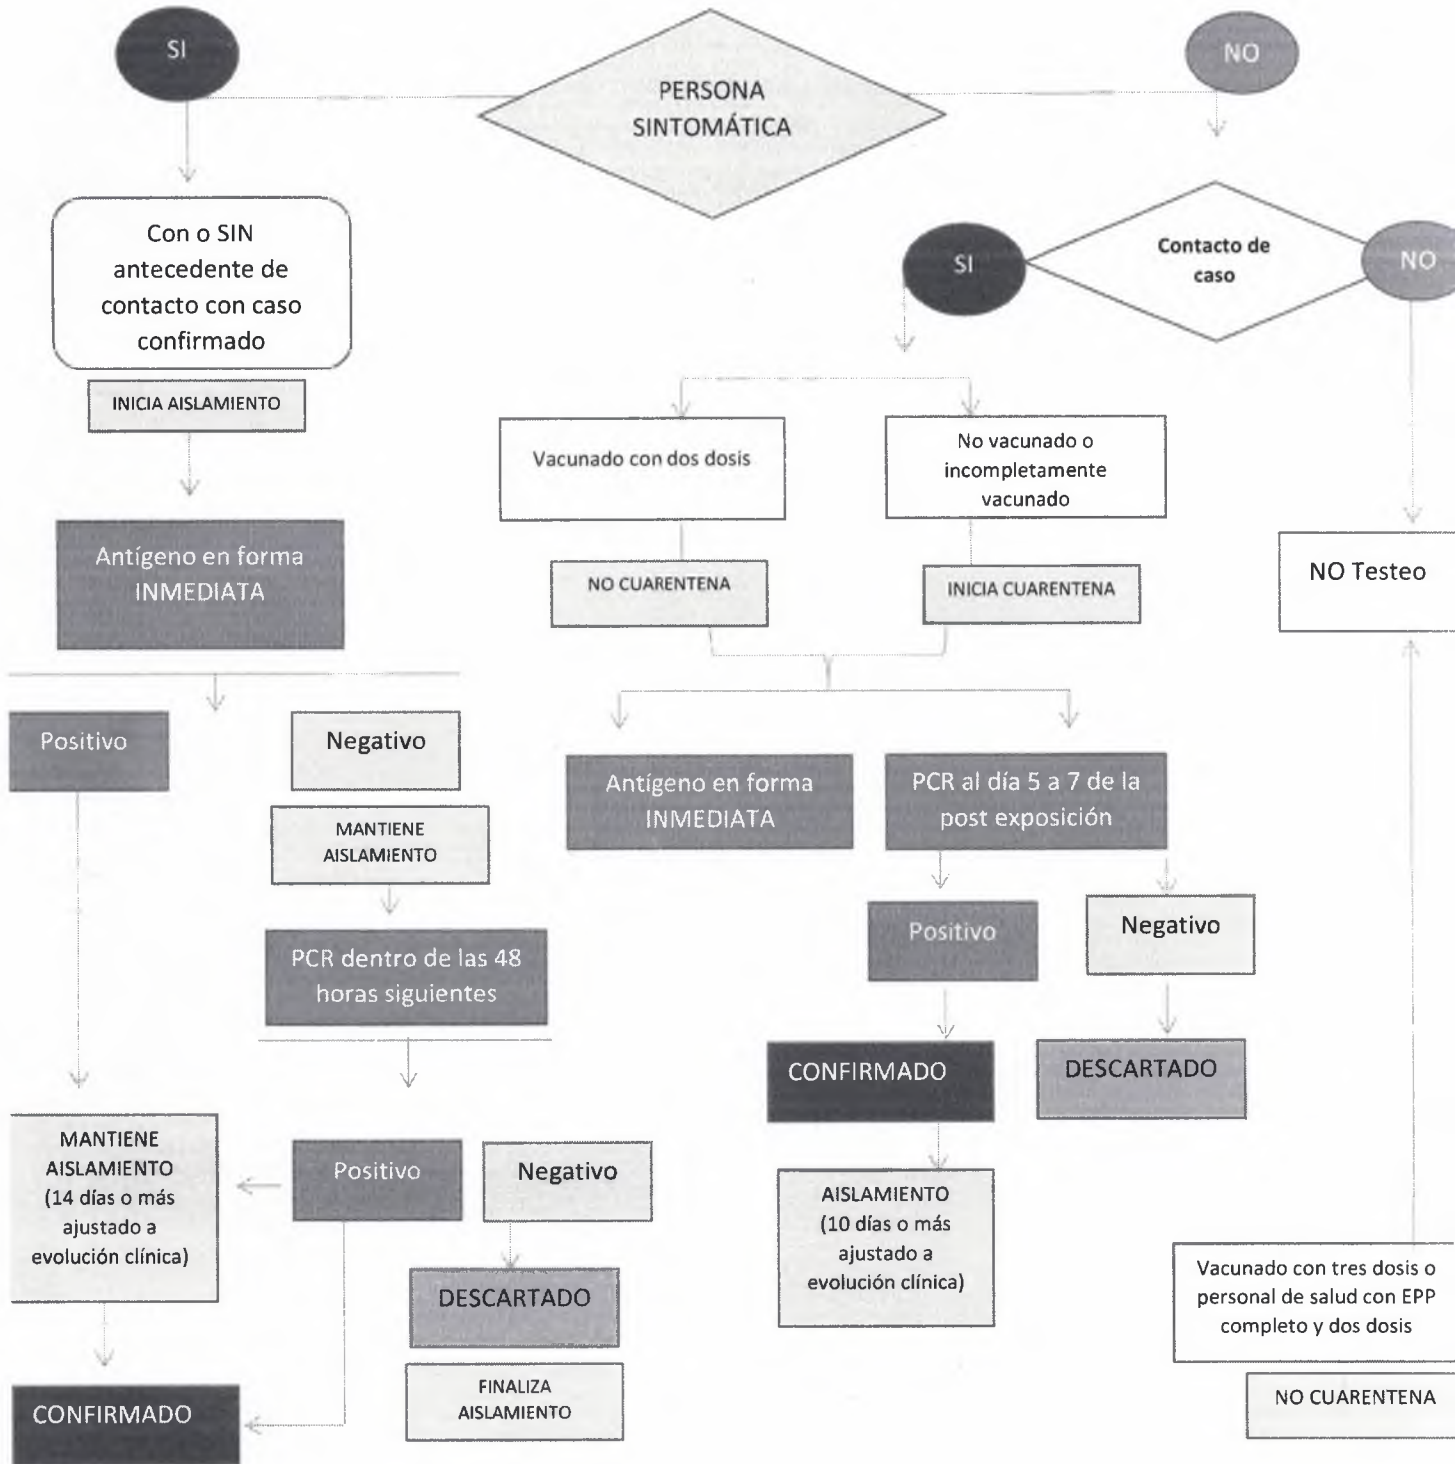 SI
PERSONA
SINTOMÁTICA
NO
Con o SIN
antecedente de
contacto con caso
confirmado
INICIA AISLAMIENTO
Antígeno en forma
INMEDIATA
Positivo
Negativo
MANTIENE
AISLAMIENTO
PCR dentro de las 48
horas siguientes
MANTIENE
AISLAMIENTO
(14 días o más
ajustado a
evolución clínica)
Positivo
Negativo
DESCARTADO
FINALIZA
AISLAMIENTO
CONFIRMADO
SI
Contacto de
caso
NO
Vacunado con dos dosis
No vacunado o
incompletamente
vacunado
NO CUARENTENA
INICIA CUARENTENA
Antígeno en forma
INMEDIATA
PCR al día 5 a 7 de la
post exposición
Positivo
Negativo
CONFIRMADO
DESCARTADO
AISLAMIENTO
(10 días o más
ajustado a
evolución clínica)
NO Testeo
Vacunado con tres dosis o
personal de salud con EPP
completo y dos dosis
NO CUARENTENA